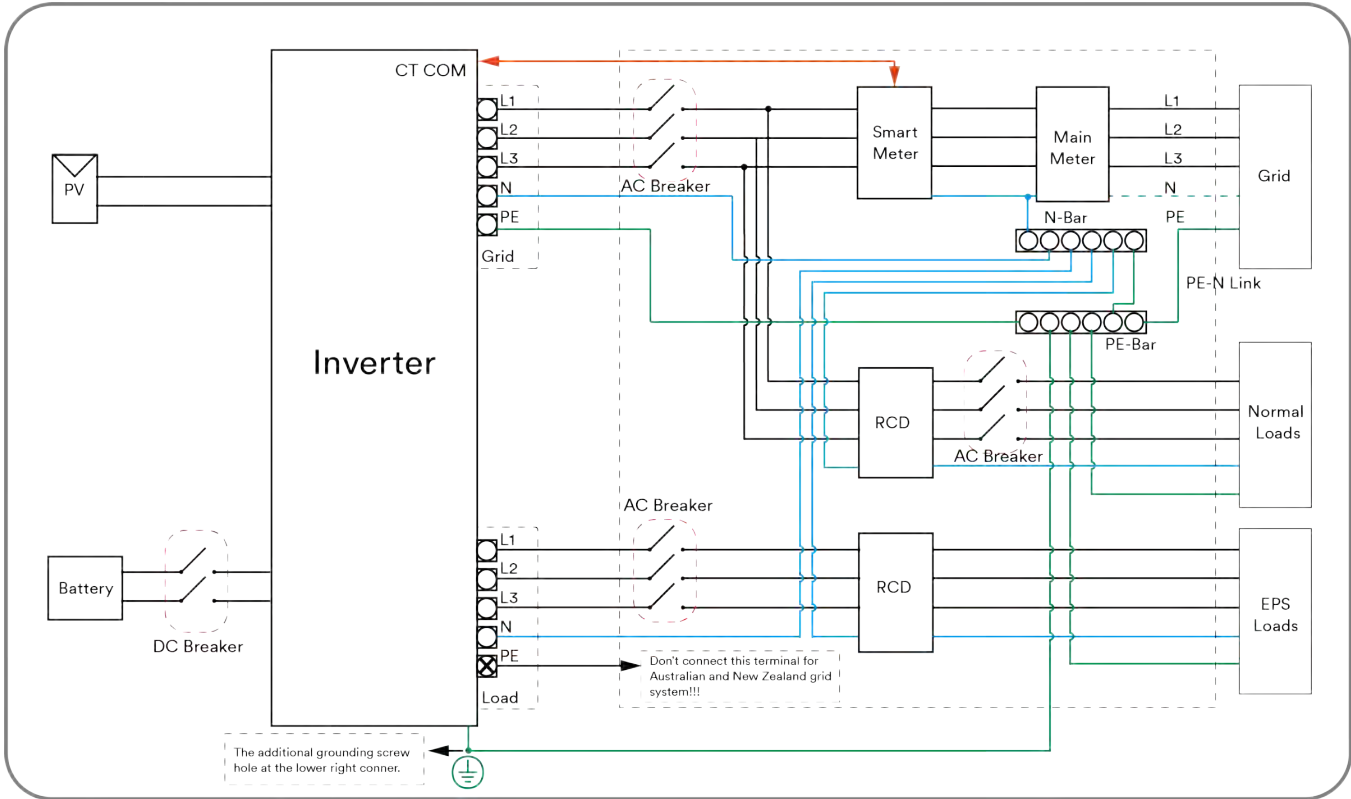 CT COM
L1
L2
L3
N
PE
Grid
AC Breaker
Smart
Meter
Main
Meter
L1
L2
L3
N
PE
Grid
N-Bar
PE-N Link
PE-Bar
PV
Inverter
RCD
AC Breaker
Normal
Loads
Battery
DC Breaker
L1
L2
L3
N
PE
Load
AC Breaker
RCD
EPS
Loads
Don't connect this terminal for
Australian and New Zealand grid
system!!!
The additional grounding screw
hole at the lower right conner.